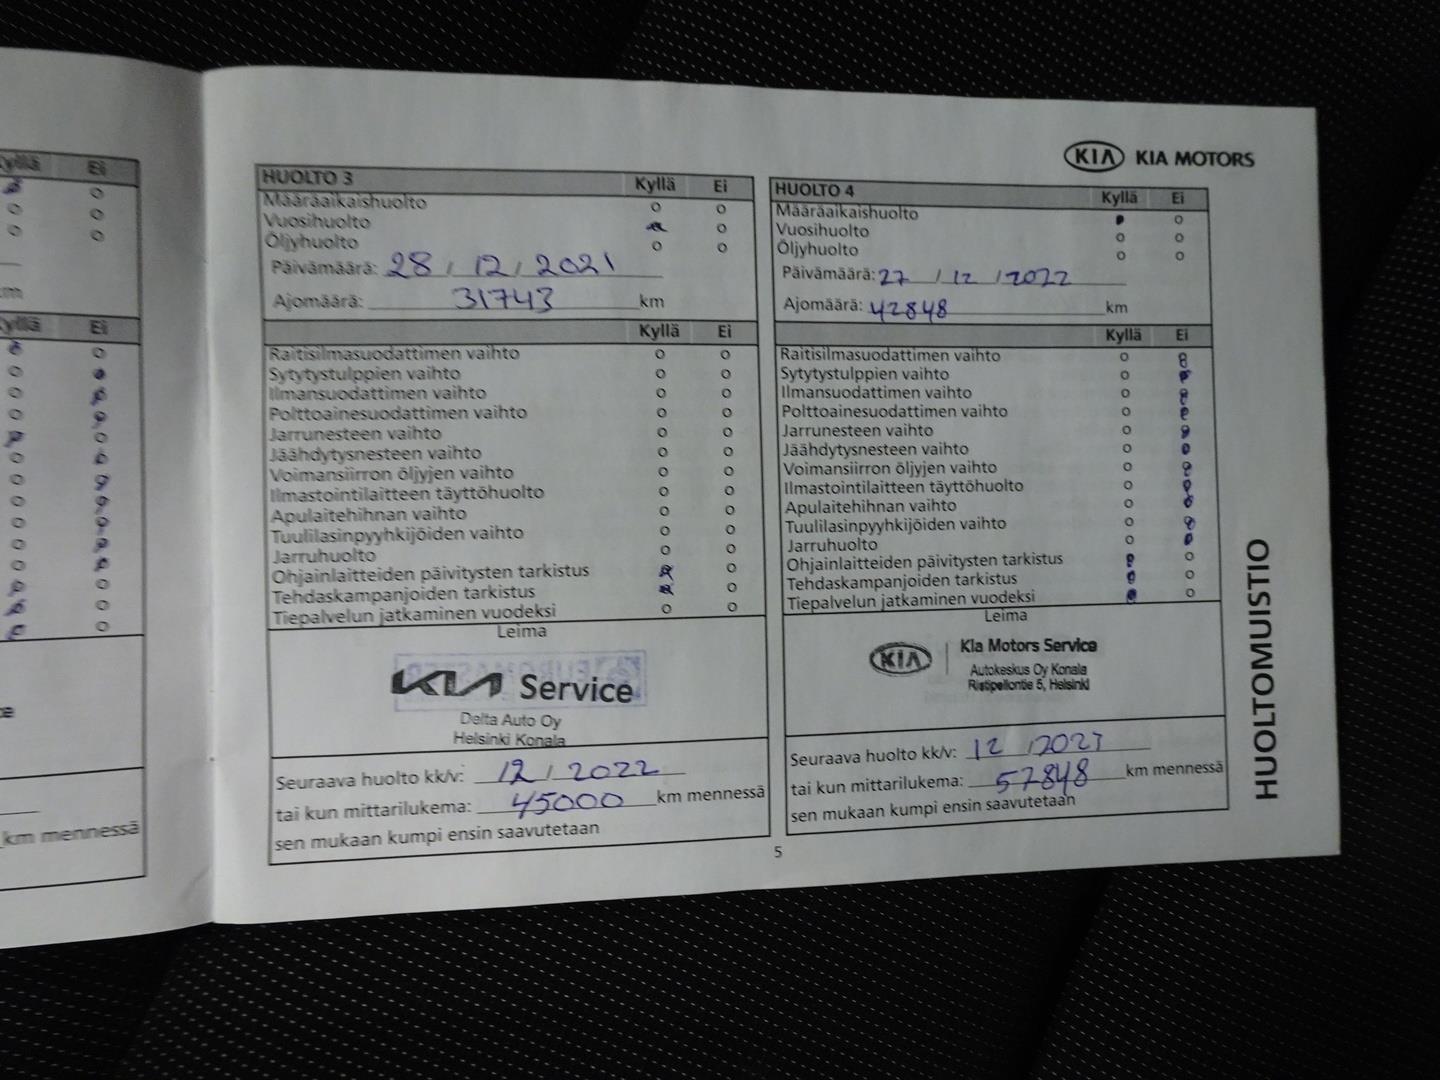 Kyllä Ei
km
Kyllä Ei
km mennessä
KIA KIA MOTORS
HUOLTO 3 Kyllä Ei
Määräaikaishuolto
Vuosihuolto
Öljyhuolto
Päivämäärä: 28 / 12 / 2021
Ajomäärä: 31743 km
Kyllä Ei
Raitisilmasuodattimen vaihto
Sytytystulppien vaihto
Ilmansuodattimen vaihto
Polttoainesuodattimen vaihto
Jarrunesteen vaihto
Jäähdytysnesteen vaihto
Voimansiirron öljyjen vaihto
Ilmastointilaitteen täyttöhuolto
Apulaitehihnan vaihto
Tuulilasinpyyhkijöiden vaihto
Jarruhuolto
Ohjainlaitteiden päivitysten tarkistus
Tehdaskampanjoiden tarkistus
Tiepalvelun jatkaminen vuodeksi
Leima
KIA Service
Delta Auto Oy
Helsinki Konala
Seuraava huolto kk/v: 12 / 2022
tai kun mittarilukema: 45000 km mennessä
sen mukaan kumpi ensin saavutetaan
HUOLTO 4 Kyllä Ei
Määräaikaishuolto
Vuosihuolto
Öljyhuolto
Päivämäärä: 27 / 12 / 2022
Ajomäärä: 42848 km
Kyllä Ei
Raitisilmasuodattimen vaihto
Sytytystulppien vaihto
Ilmansuodattimen vaihto
Polttoainesuodattimen vaihto
Jarrunesteen vaihto
Jäähdytysnesteen vaihto
Voimansiirron öljyjen vaihto
Ilmastointilaitteen täyttöhuolto
Apulaitehihnan vaihto
Tuulilasinpyyhkijöiden vaihto
Jarruhuolto
Ohjainlaitteiden päivitysten tarkistus
Tehdaskampanjoiden tarkistus
Tiepalvelun jatkaminen vuodeksi
Leima
KIA Kia Motors Service
Autokeskus Oy Konala
Ristipellontie 5, Helsinki
Seuraava huolto kk/v: 12 / 2023
tai kun mittarilukema: 57848 km mennessä
sen mukaan kumpi ensin saavutetaan
HUOLTOMUISTIO
5